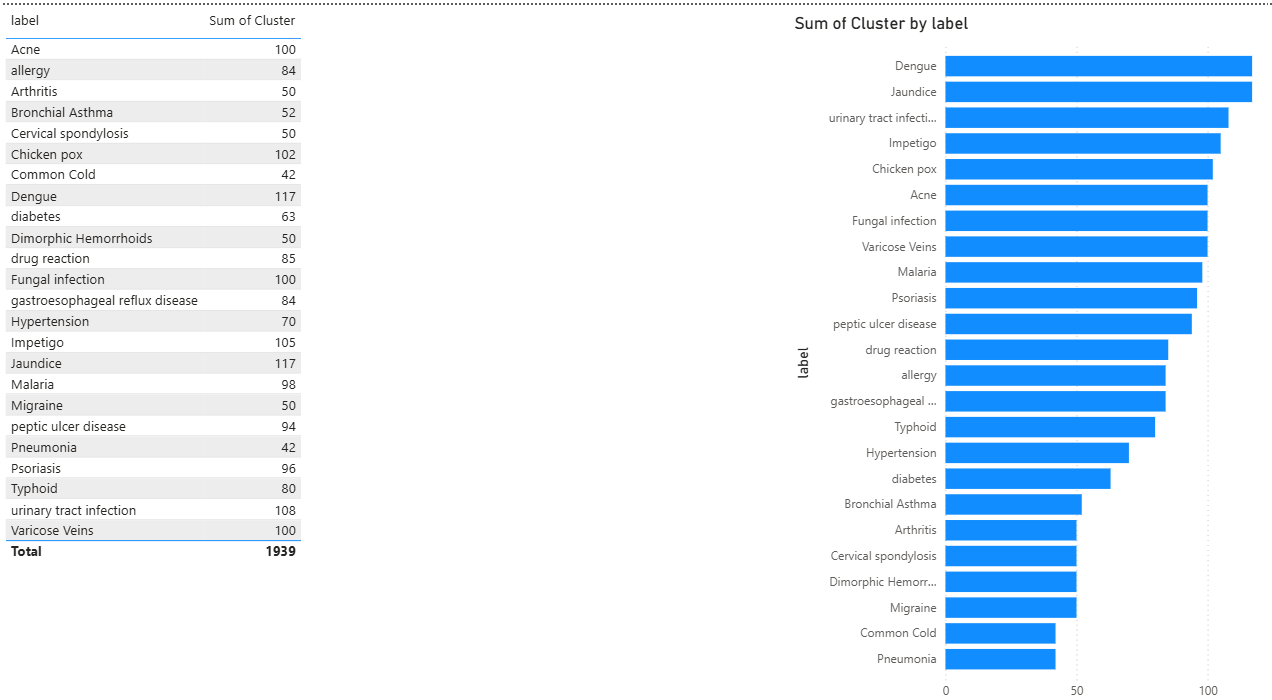 label Sum of Cluster
Acne 100
allergy 84
Arthritis 50
Bronchial Asthma 52
Cervical spondylosis 50
Chicken pox 102
Common Cold 42
Dengue 117
diabetes 63
Dimorphic Hemorrhoids 50
drug reaction 85
Fungal infection 100
gastroesophageal reflux disease 84
Hypertension 70
Impetigo 105
Jaundice 117
Malaria 98
Migraine 50
peptic ulcer disease 94
Pneumonia 42
Psoriasis 96
Typhoid 80
urinary tract infection 108
Varicose Veins 100
Total 1939
Sum of Cluster by label
label
Dengue
Jaundice
urinary tract infecti...
Impetigo
Chicken pox
Acne
Fungal infection
Varicose Veins
Malaria
Psoriasis
peptic ulcer disease
drug reaction
allergy
gastroesophageal ...
Typhoid
Hypertension
diabetes
Bronchial Asthma
Arthritis
Cervical spondylosis
Dimorphic Hemorr...
Migraine
Common Cold
Pneumonia
0 50 100